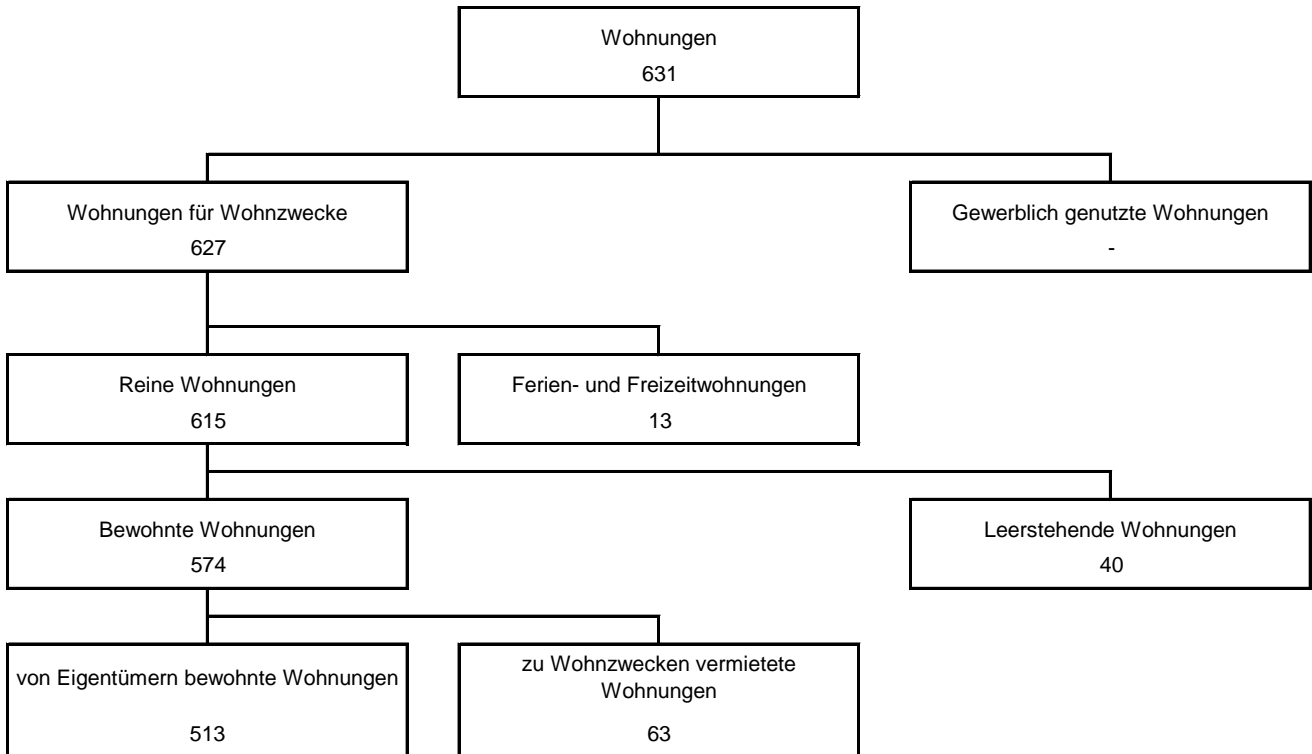 Wohnungen
631
Wohnungen für Wohnzwecke
627
Gewerblich genutzte Wohnungen
-
Reine Wohnungen
615
Ferien- und Freizeitwohnungen
13
Bewohnte Wohnungen
574
Leerstehende Wohnungen
40
von Eigentümern bewohnte Wohnungen
513
zu Wohnzwecken vermietete
Wohnungen
63